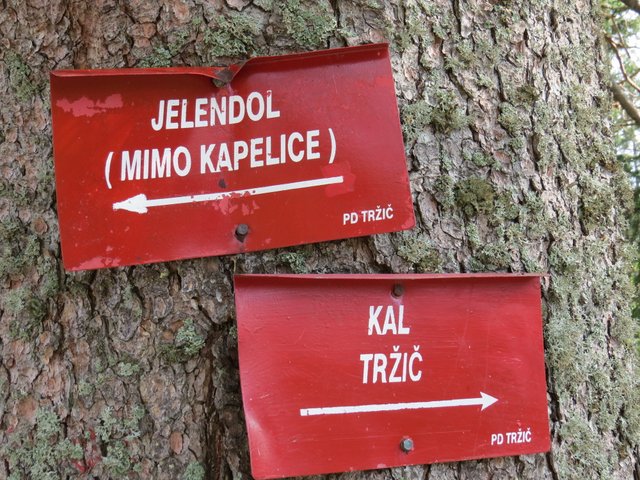 JELENDOL
( MIMO KAPELICE )
PD TRŽIČ
KAL
TRŽIČ
PD TRŽIČ